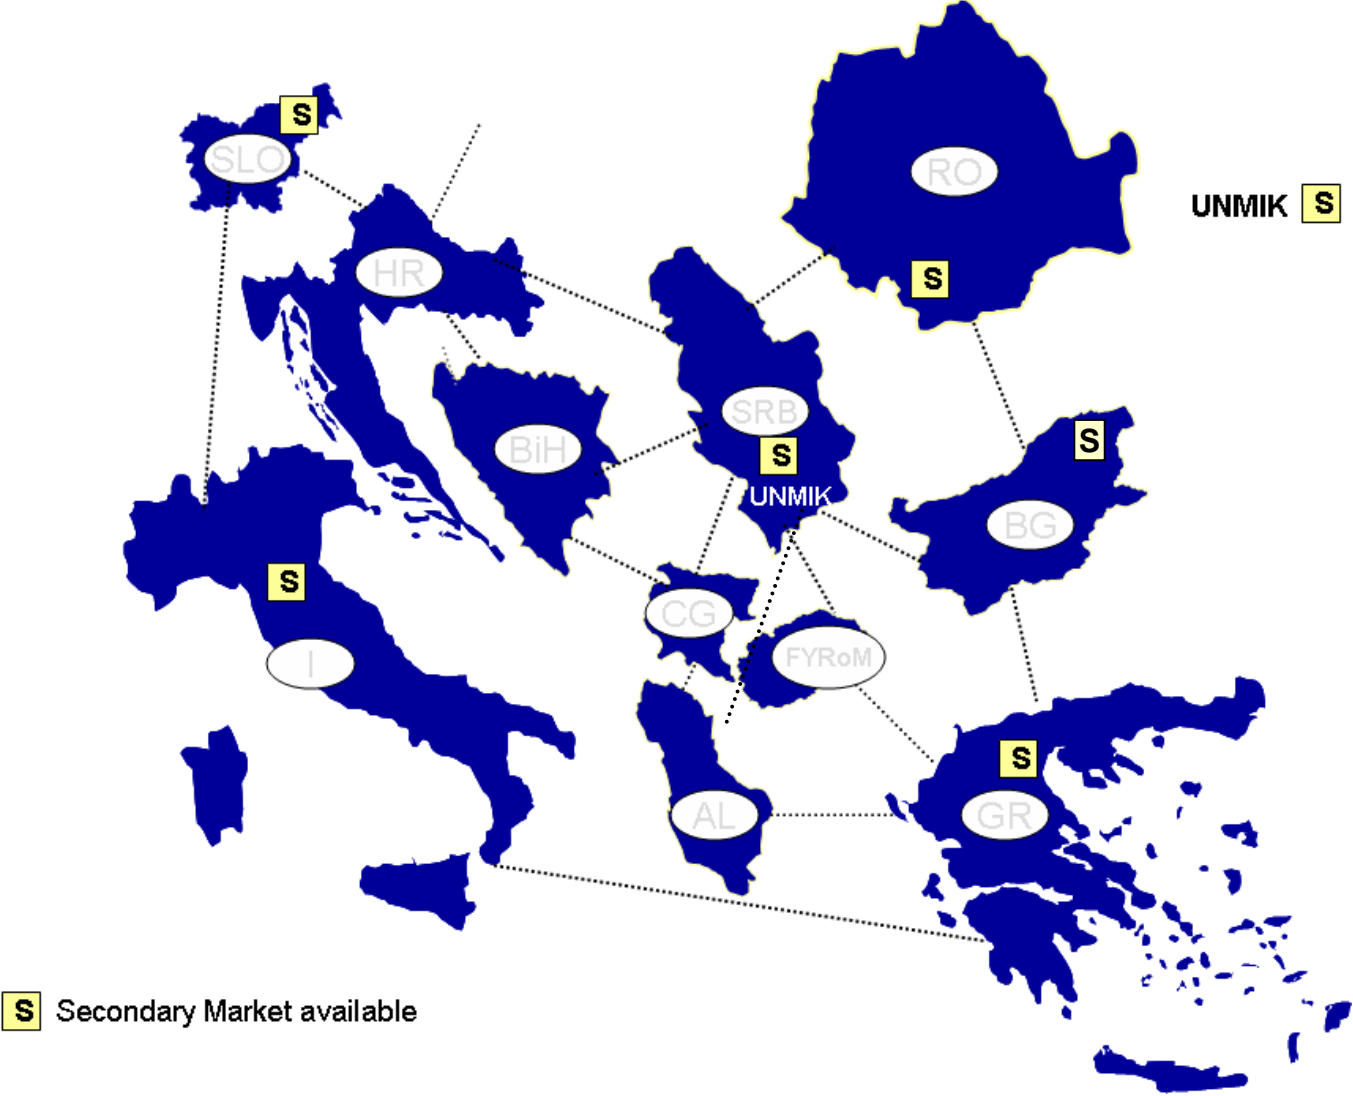 S
SLO
RO
UNMIK S
HR
S
SRB
S
BiH
UNMIK
S
BG
S
CG
I
FYRoM
S
AL
GR
S Secondary Market available